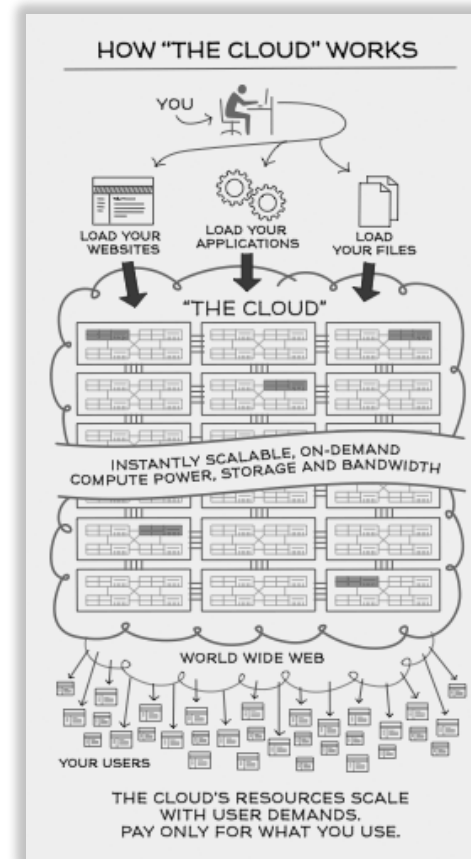 HOW “THE CLOUD” WORKS
YOU
LOAD YOUR
WEBSITES
LOAD YOUR
APPLICATIONS
LOAD
YOUR FILES
“THE CLOUD”
INSTANTLY SCALABLE, ON-DEMAND
COMPUTE POWER, STORAGE AND BANDWIDTH
WORLD WIDE WEB
YOUR USERS
THE CLOUD'S RESOURCES SCALE
WITH USER DEMANDS.
PAY ONLY FOR WHAT YOU USE.